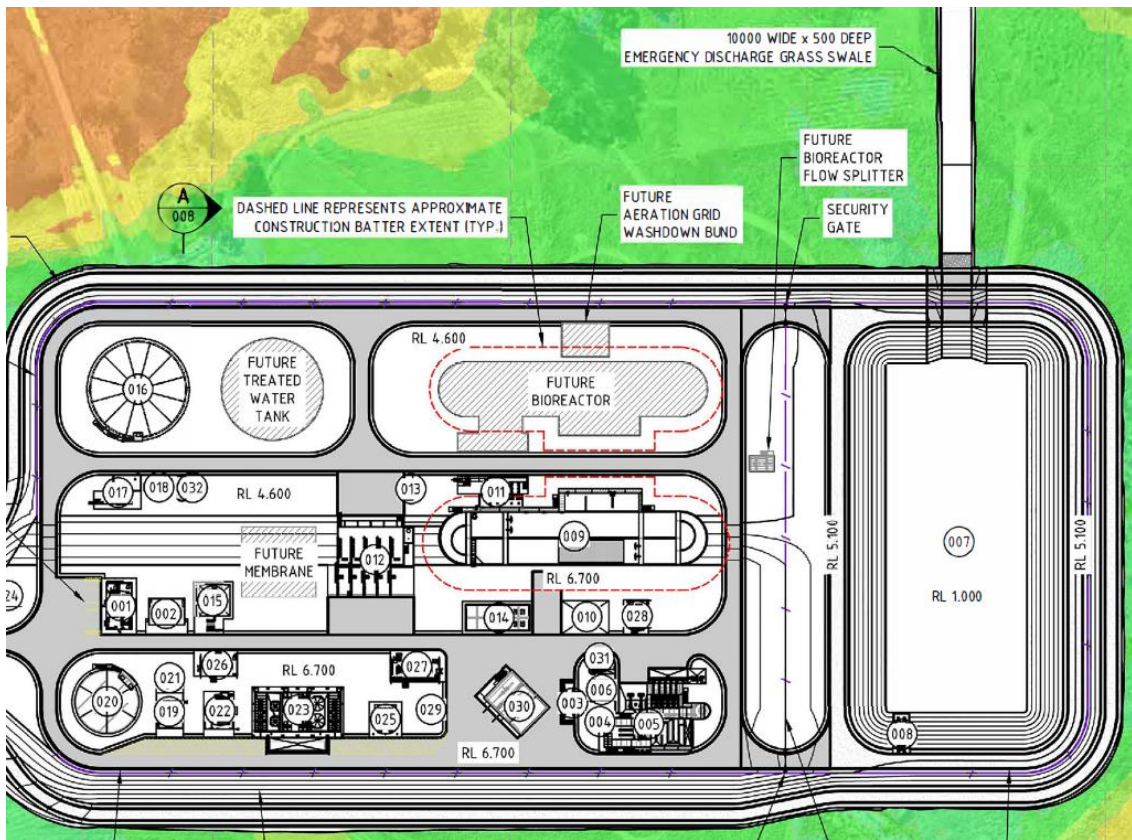 10000 WIDE x 500 DEEP
EMERGENCY DISCHARGE GRASS SWALE
FUTURE
BIOREACTOR
FLOW SPLITTER
A
008
DASHED LINE REPRESENTS APPROXIMATE
CONSTRUCTION BATTER EXTENT (TYP.)
FUTURE
AERATION GRID
WASHDOWN BUND
SECURITY
GATE
RL 4.600
016
FUTURE
TREATED
WATER
TANK
FUTURE
BIOREACTOR
017
018
032
RL 4.600
013
011
009
012
FUTURE
MEMBRANE
RL 6.700
RL 5.100
007
RL 1.000
RL 5.100
24
001
002
015
014
010
028
020
021
019
026
022
RL 6.700
023
027
025
029
030
RL 6.700
031
003
006
004
005
008